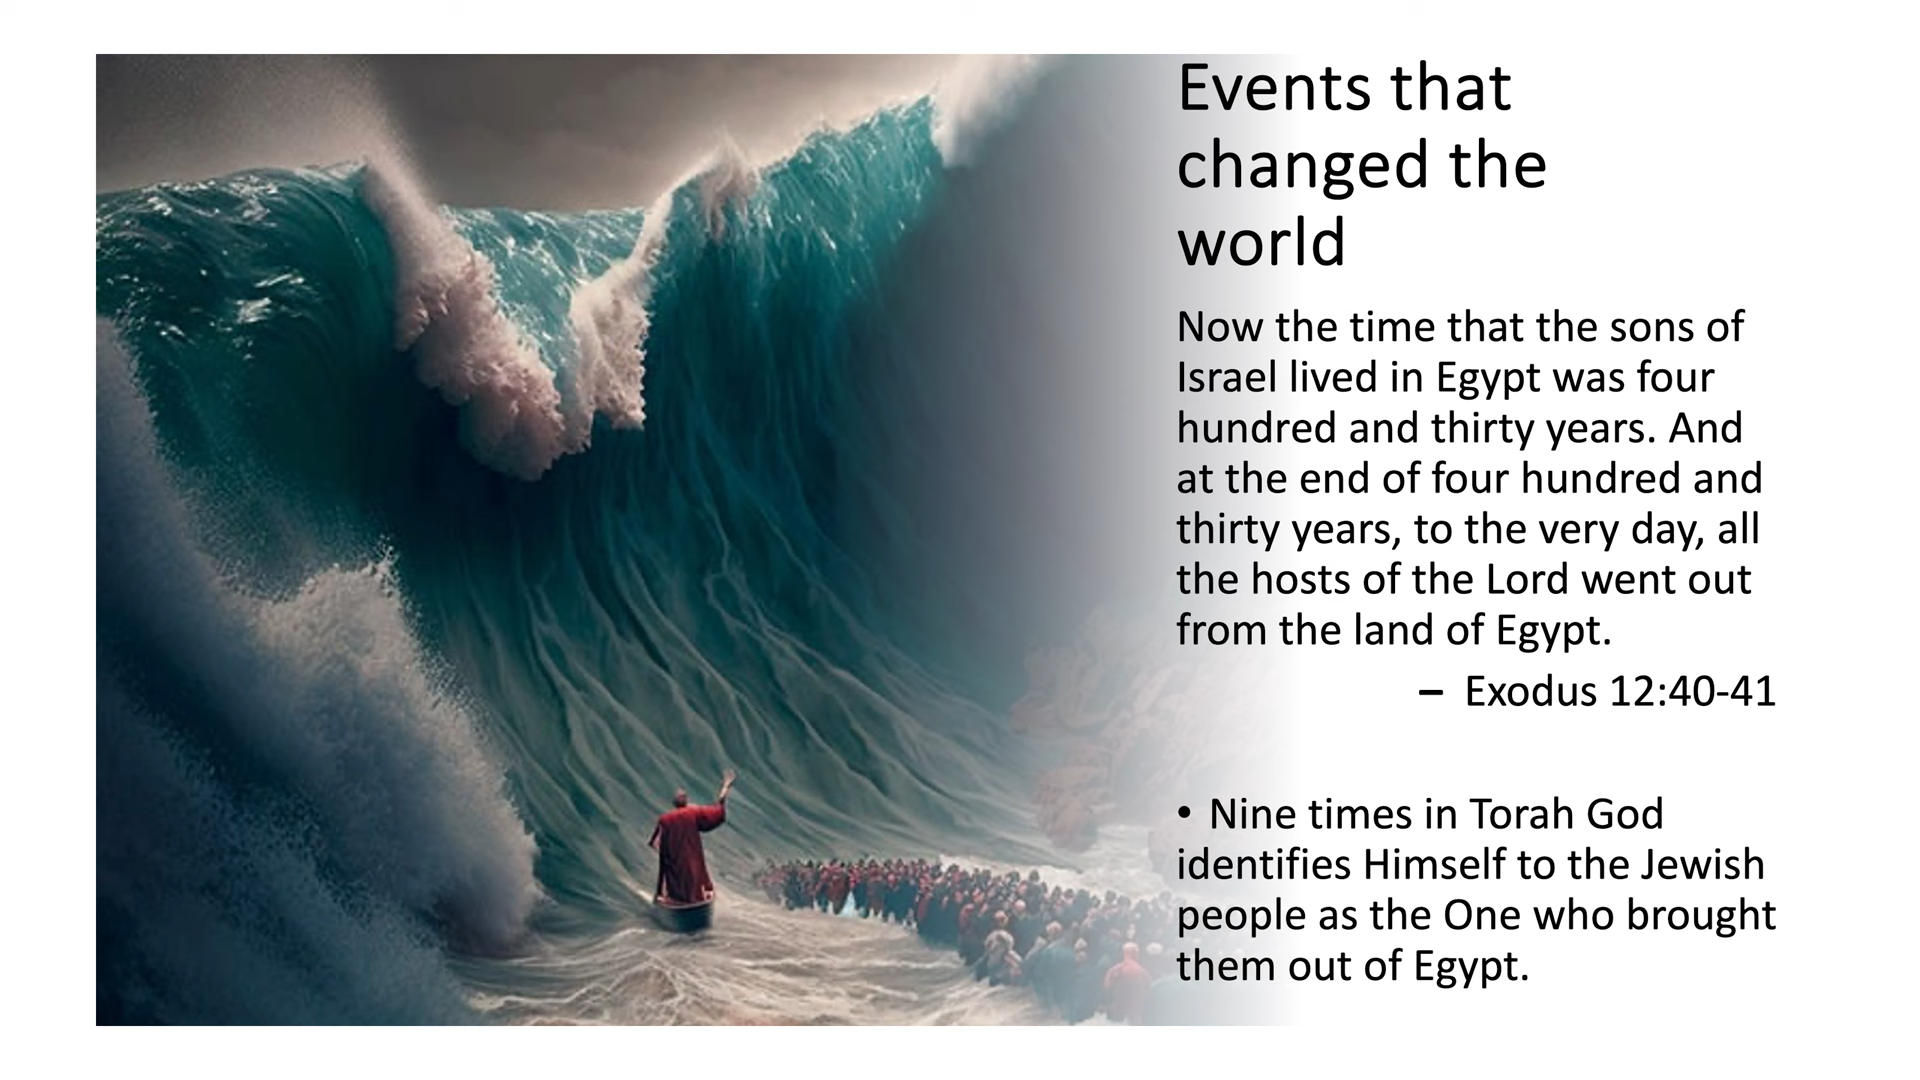 Events that
changed the
world
Now the time that the sons of
Israel lived in Egypt was four
hundred and thirty years. And
at the end of four hundred and
thirty years, to the very day, all
the hosts of the Lord went out
from the land of Egypt.
– Exodus 12:40-41
• Nine times in Torah God
identifies Himself to the Jewish
people as the One who brought
them out of Egypt.